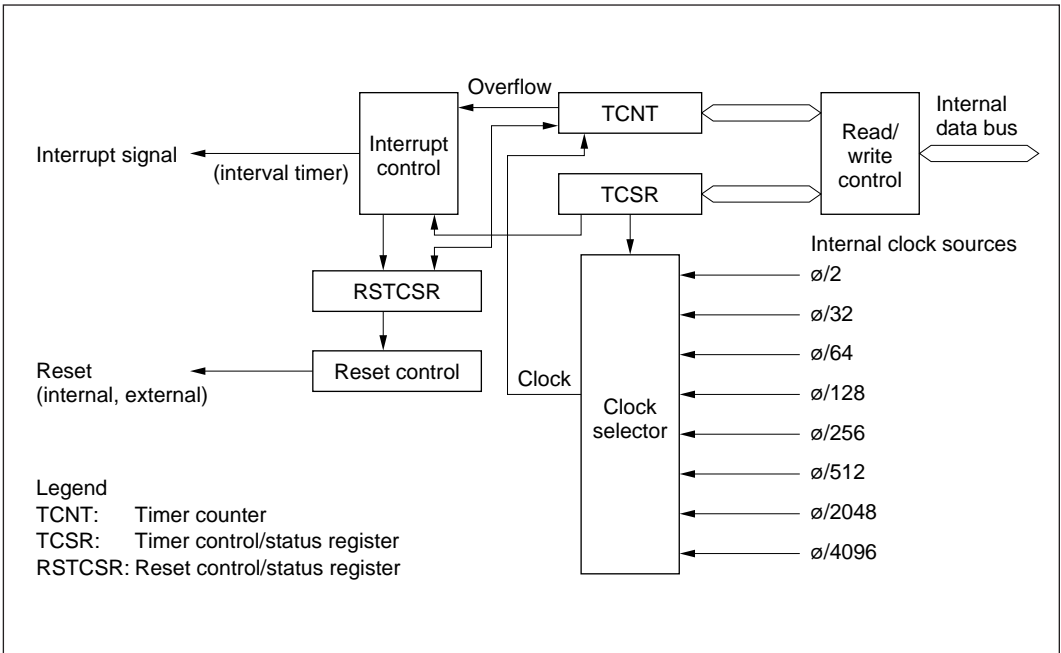 Overflow
TCNT
Internal
data bus
Read/
write
control
Interrupt
control
Interrupt signal
(interval timer)
TCSR
Internal clock sources
ø/2
RSTCSR
ø/32
ø/64
Reset control
Reset
(internal, external)
Clock
ø/128
Clock
selector
ø/256
ø/512
ø/2048
ø/4096
Legend
TCNT: Timer counter
TCSR: Timer control/status register
RSTCSR: Reset control/status register